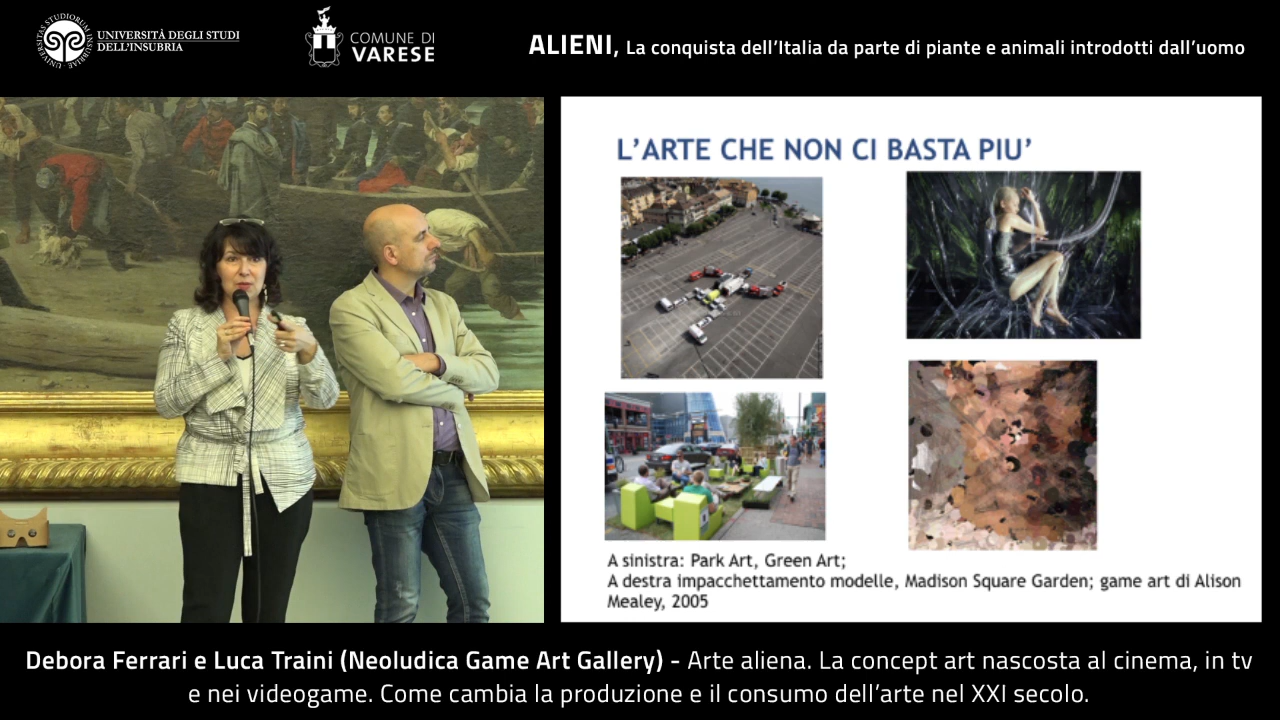 UNIVERSITÀ DEGLI STUDI
DELL'INSUBRIA
COMUNE DI
VARESE
ALIENI, La conquista dell'Italia da parte di piante e animali introdotti dall'uomo
L'ARTE CHE NON CI BASTA PIU'
A sinistra: Park Art, Green Art;
A destra impacchettamento modelle, Madison Square Garden; game art di Alison
Mealey, 2005
Debora Ferrari e Luca Traini (Neoludica Game Art Gallery) - Arte aliena. La concept art nascosta al cinema, in tv
e nei videogame. Come cambia la produzione e il consumo dell'arte nel XXI secolo.